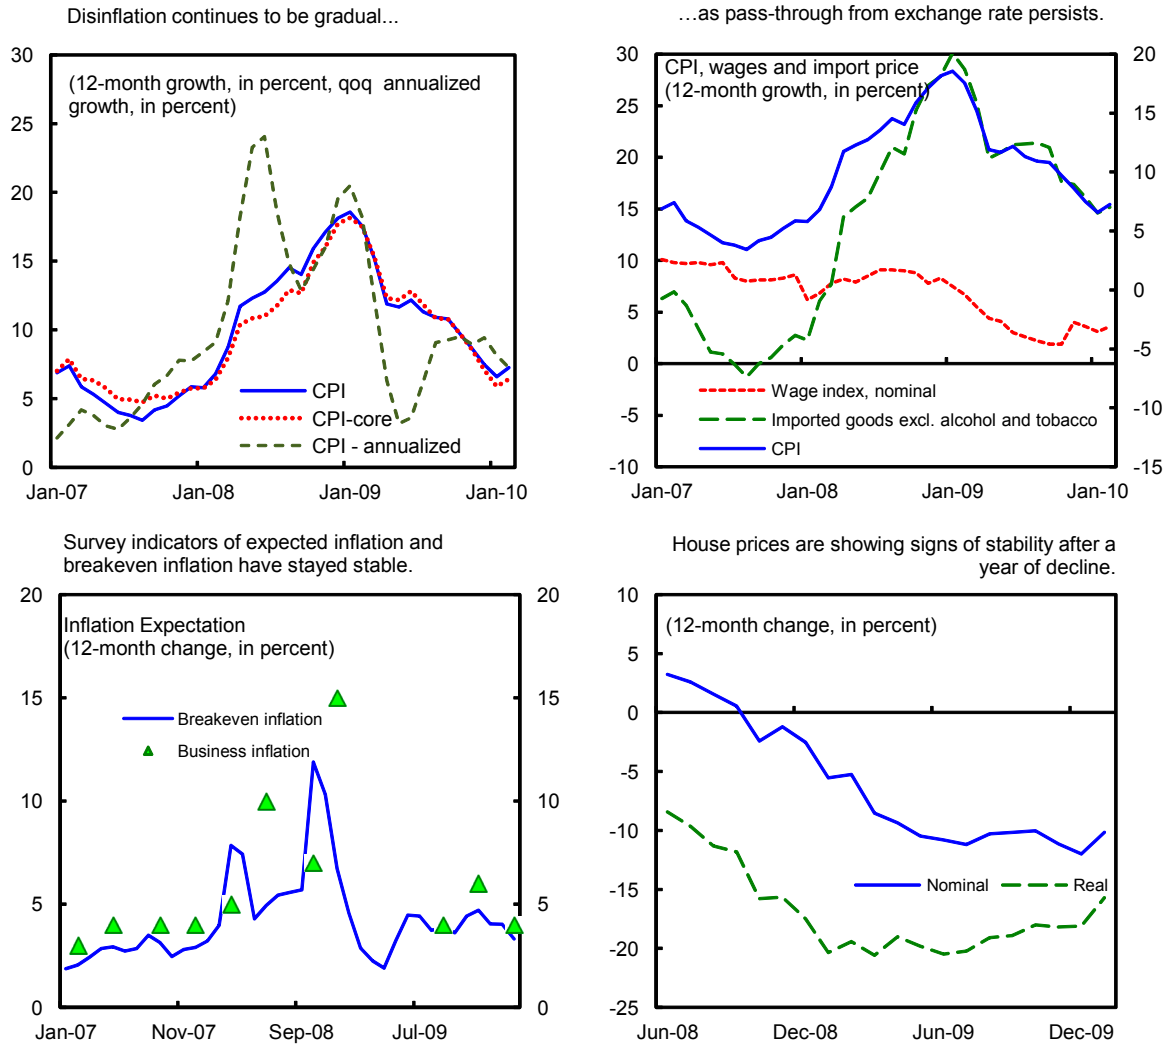 Disinflation continues to be gradual...
(12-month growth, in percent, qoq annualized
growth, in percent)
30
25
20
15
10
5
0
CPI
CPI-core
CPI - annualized
Jan-07
Jan-08
Jan-09
Jan-10
…as pass-through from exchange rate persists.
CPI, wages and import price
(12-month growth, in percent)
30
25
20
15
10
5
0
-5
-10
20
15
10
5
0
-5
-10
-15
Wage index, nominal
Imported goods excl. alcohol and tobacco
CPI
Jan-07
Jan-08
Jan-09
Jan-10
Survey indicators of expected inflation and
breakeven inflation have stayed stable.
Inflation Expectation
(12-month change, in percent)
20
15
10
5
0
20
15
10
5
0
Breakeven inflation
Business inflation
Jan-07
Nov-07
Sep-08
Jul-09
House prices are showing signs of stability after a
year of decline.
(12-month change, in percent)
10
5
0
-5
-10
-15
-20
-25
Nominal
Real
Jun-08
Dec-08
Jun-09
Dec-09